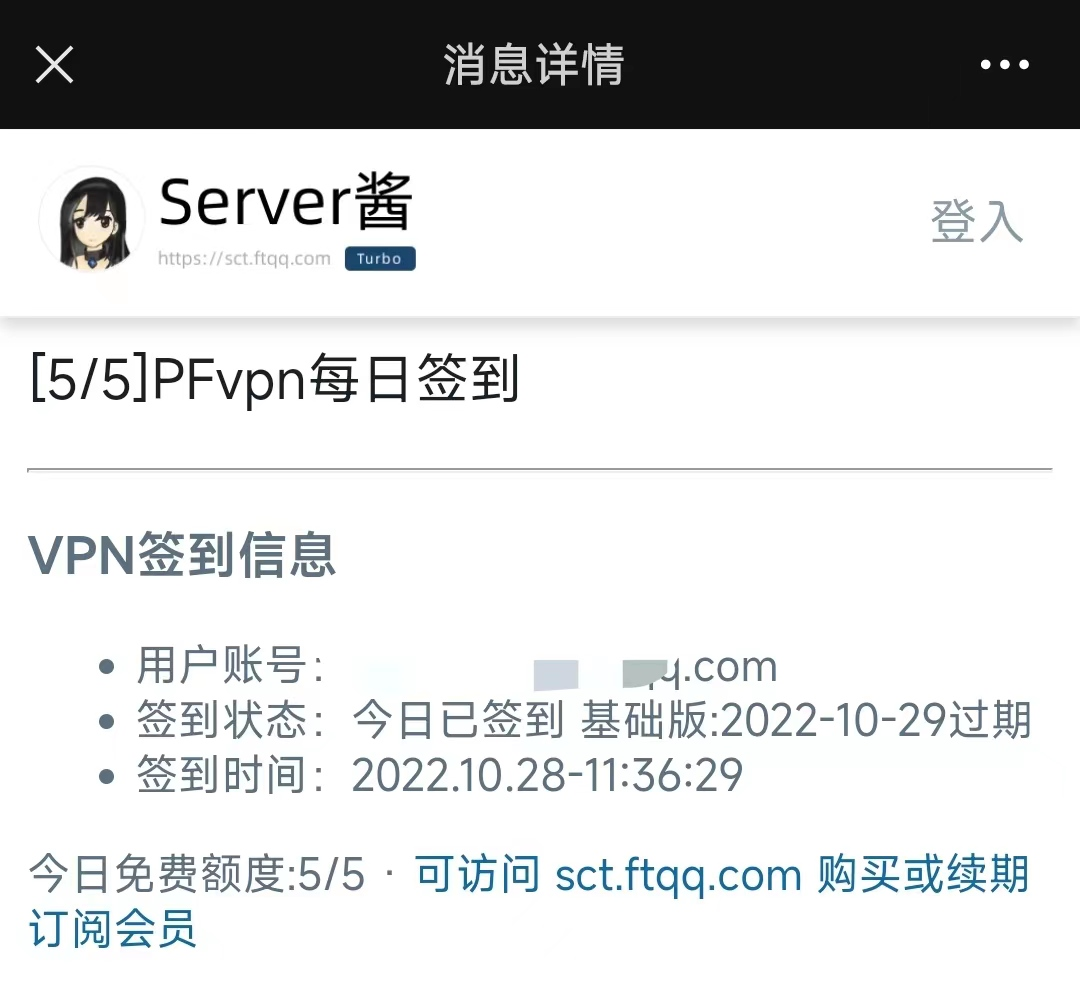 消息详情
Server酱
登入
https://sct.ftqq.com Turbo
[5/5]PFvpn每日签到
VPN签到信息
用户账号： q.com
签到状态：今日已签到 基础版:2022-10-29过期
签到时间：2022.10.28-11:36:29
今日免费额度:5/5 · 可访问 sct.ftqq.com 购买或续期
订阅会员